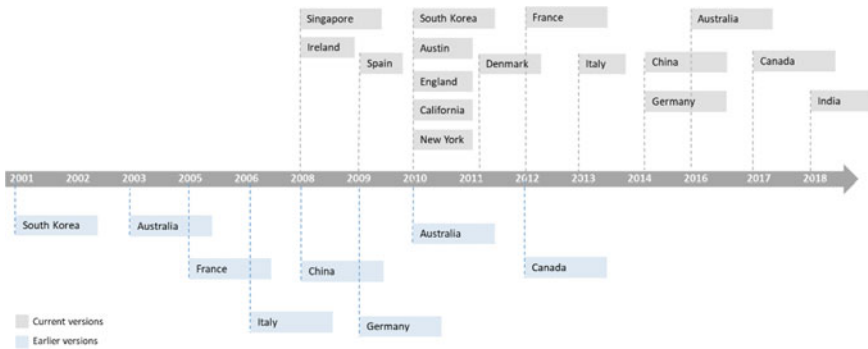 Singapore
South Korea
France
Australia
Ireland
Austin
Spain
Denmark
Italy
China
Canada
England
Germany
India
California
New York
2001 2002 2003 2005 2006 2008 2009 2010 2011 2012 2013 2014 2016 2017 2018
South Korea
Australia
Australia
France
China
Canada
Italy
Germany
Current versions
Earlier versions